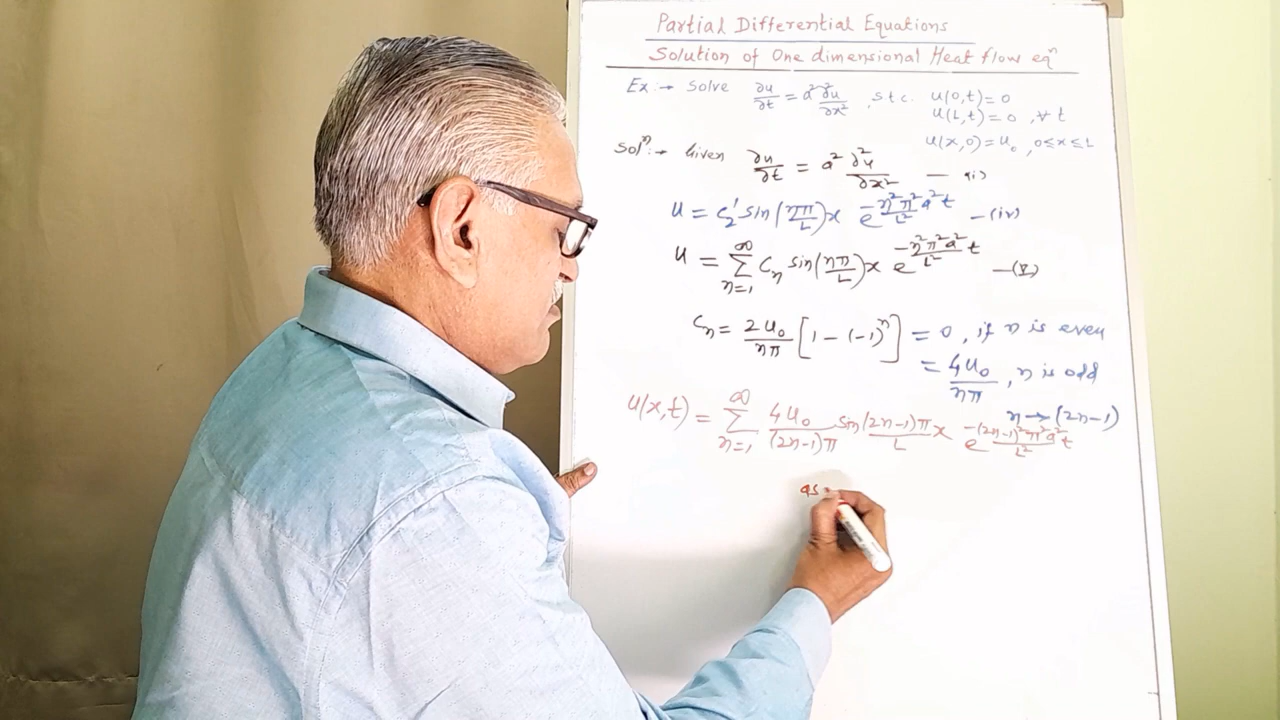 Partial Differential Equations
Solution of One dimensional Heat flow eqⁿ
Ex:→ Solve ∂u/∂t = a² ∂²u/∂x² , s.t.c. u(0,t) = 0
u(L,t) = 0 , ∀ t
u(x,0) = u₀ , 0≤x≤L
Solⁿ:→ Given ∂u/∂t = a² ∂²u/∂x² — (i)
u = c₂' sin(nπ/L)x e^(-n²π²a²t/L²) — (iv)
u = ∑_{n=1}^∞ Cₙ sin(nπ/L)x e^(-n²π²a²t/L²) — (V)
Cₙ = 2u₀/nπ [1 - (-1)ⁿ] = 0, if n is even
= 4u₀/nπ , n is odd
n → (2n-1)
u(x,t) = ∑_{n=1}^∞ 4u₀/(2n-1)π sin (2n-1)π/L x e^(-(2n-1)²π²a²t/L²)
as